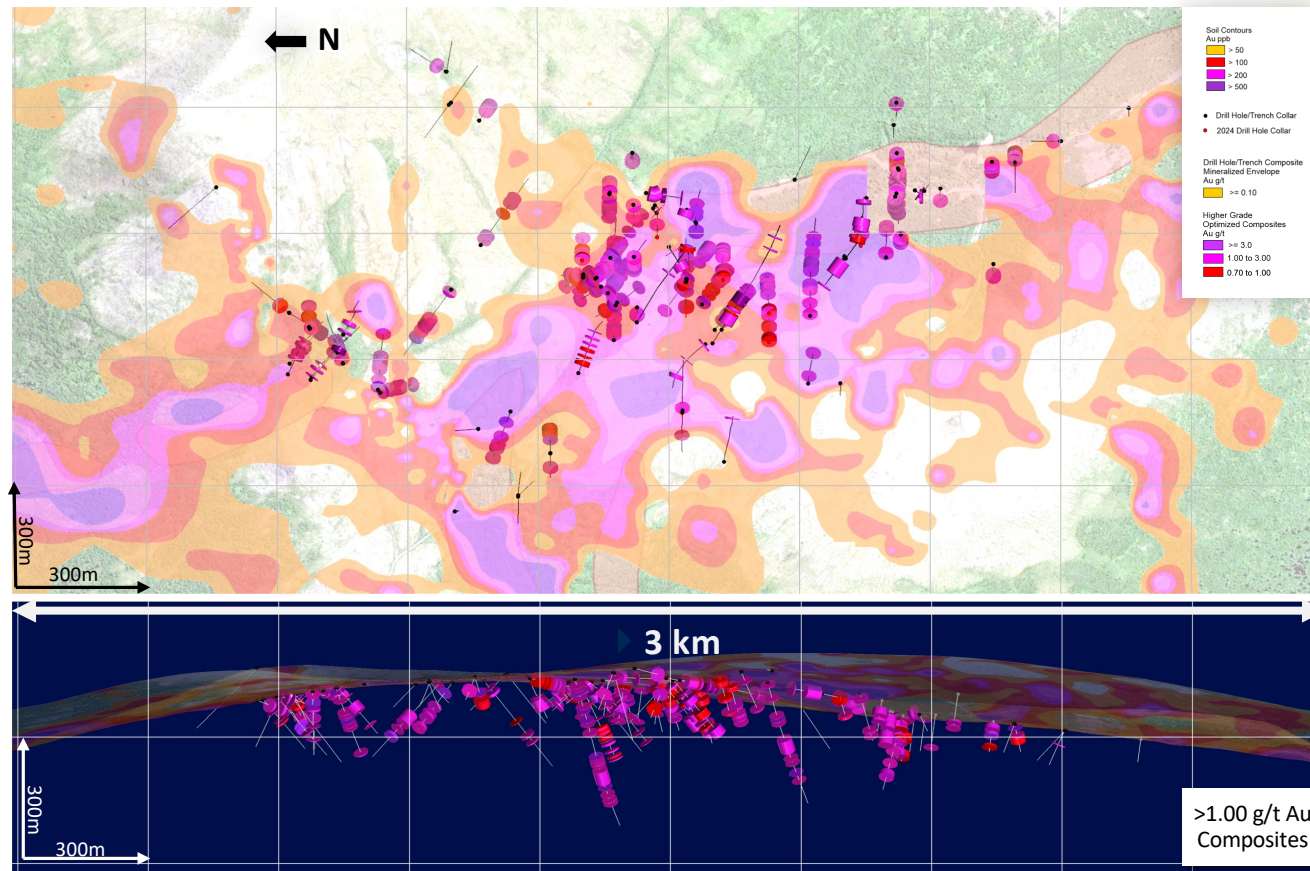 N
Soil Contours
Au ppb
> 50
> 100
> 200
> 500
Drill Hole/Trench Collar
2024 Drill Hole Collar
Drill Hole/Trench Composite
Mineralized Envelope
Au g/t
>= 0.10
Higher Grade
Optimized Composites
Au g/t
>= 3.0
1.00 to 3.00
0.70 to 1.00
300m
300m
3 km
300m
300m
>1.00 g/t Au
Composites